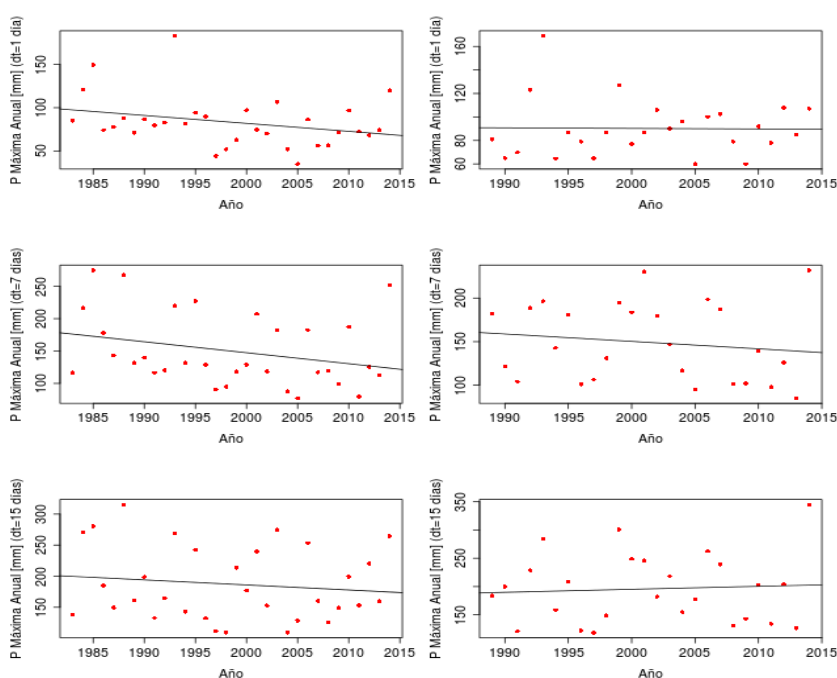 P Máxima Anual [mm] (dt=1 día)
50 100 150
1985 1990 1995 2000 2005 2010 2015
Año
P Máxima Anual [mm] (dt=1 día)
60 80 120 160
1990 1995 2000 2005 2010 2015
Año
P Máxima Anual [mm] (dt=7 días)
100 150 200 250
1985 1990 1995 2000 2005 2010 2015
Año
P Máxima Anual [mm] (dt=7 días)
100 150 200
1990 1995 2000 2005 2010 2015
Año
P Máxima Anual [mm] (dt=15 días)
150 200 250 300
1985 1990 1995 2000 2005 2010 2015
Año
P Máxima Anual [mm] (dt=15 días)
150 250 350
1990 1995 2000 2005 2010 2015
Año